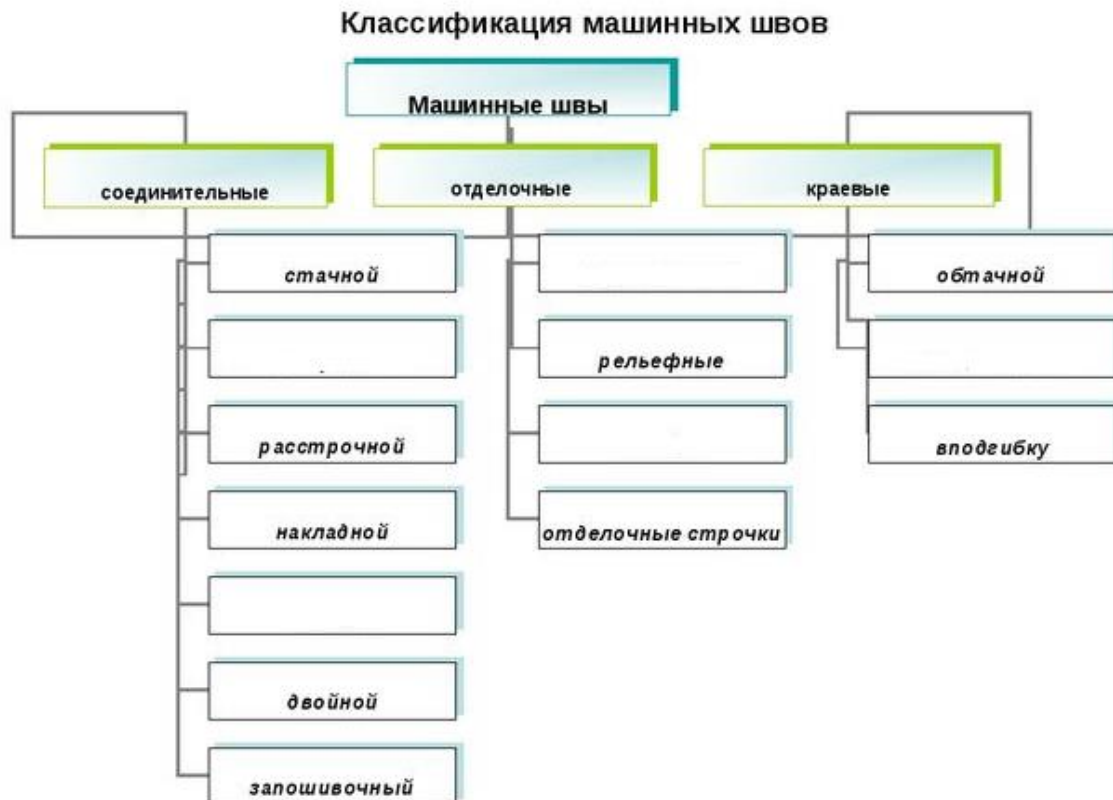 Классификация машинных швов
Машинные швы
соединительные
отделочные
краевые
стачной
обтачной
рельефные
расстрочной
вподгибку
накладной
отделочные строчки
двойной
запошивочный